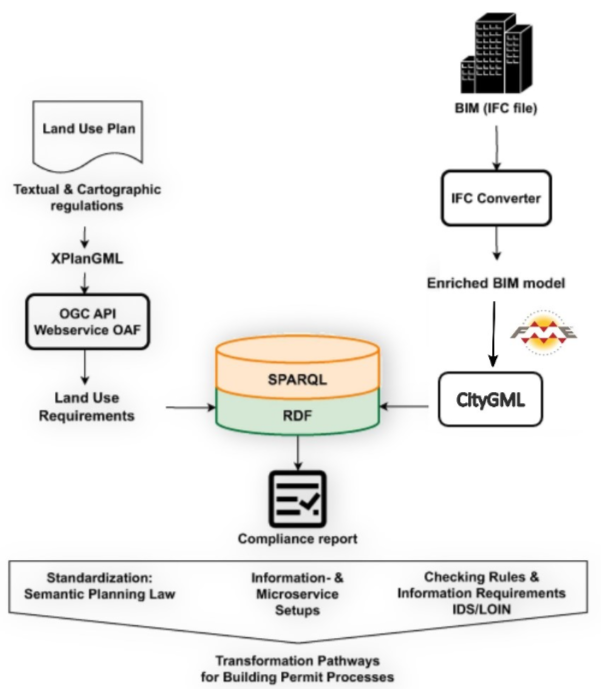 BIM (IFC file)
Land Use Plan
Textual & Cartographic
regulations
XPlanGML
OGC API
Webservice OAF
Land Use
Requirements
IFC Converter
Enriched BIM model
FME
CItyGML
SPARQL
RDF
Compliance report
Standardization:
Semantic Planning Law
Information- &
Microservice
Setups
Checking Rules &
Information Requirements
IDS/LOIN
Transformation Pathways
for Building Permit Processes